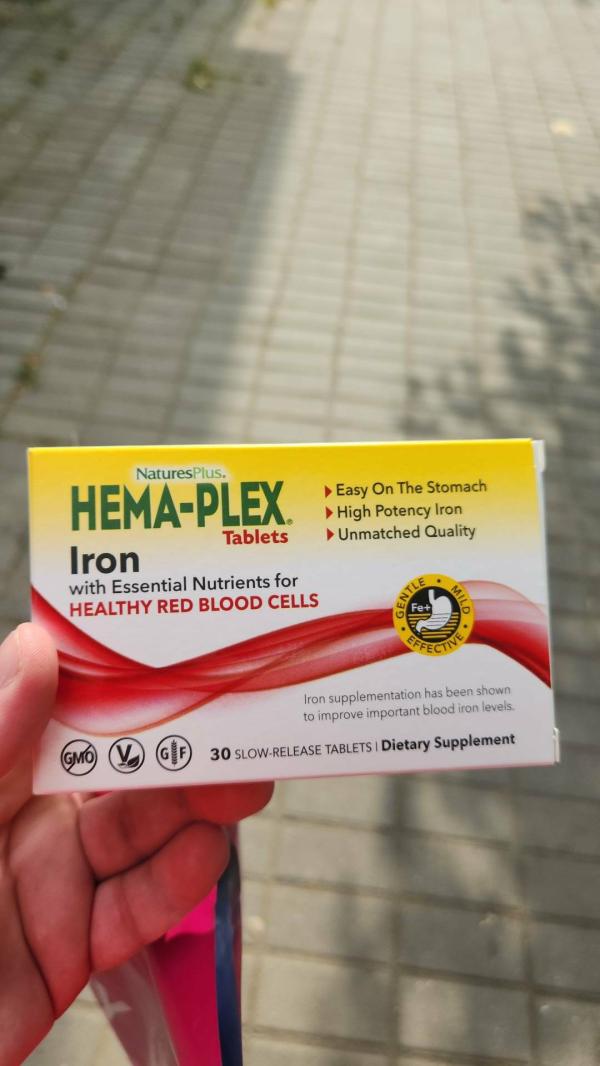 NaturesPlus.
HEMA-PLEX®
Tablets
Iron
with Essential Nutrients for
HEALTHY RED BLOOD CELLS
Easy On The Stomach
High Potency Iron
Unmatched Quality
GENTLE • MILD • EFFECTIVE •
Fe+
Iron supplementation has been shown
to improve important blood iron levels.
GMO
V
G F
30 SLOW-RELEASE TABLETS | Dietary Supplement